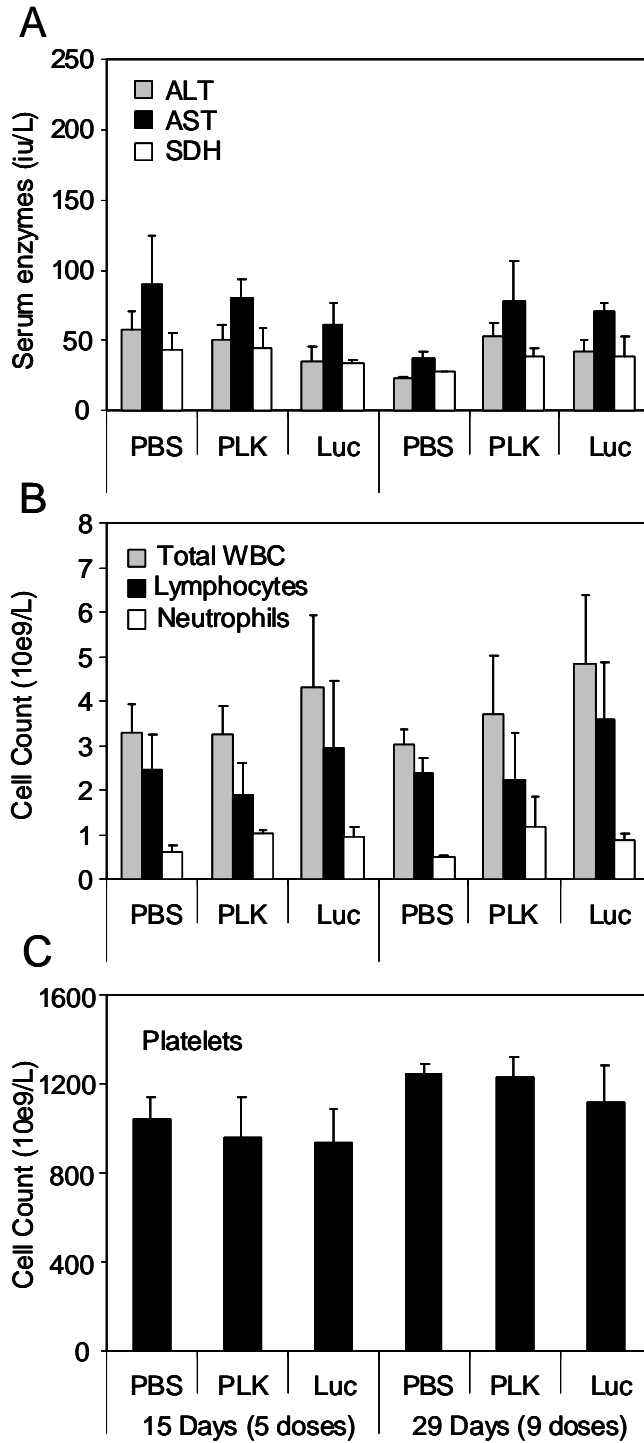 A
Serum enzymes (iu/L)
250
200
150
100
50
0
ALT
AST
SDH
PBS PLK Luc PBS PLK Luc
B
Cell Count (10e9/L)
8
7
6
5
4
3
2
1
0
Total WBC
Lymphocytes
Neutrophils
PBS PLK Luc PBS PLK Luc
C
Cell Count (10e9/L)
1600
1200
800
400
0
Platelets
PBS PLK Luc PBS PLK Luc
15 Days (5 doses) 29 Days (9 doses)